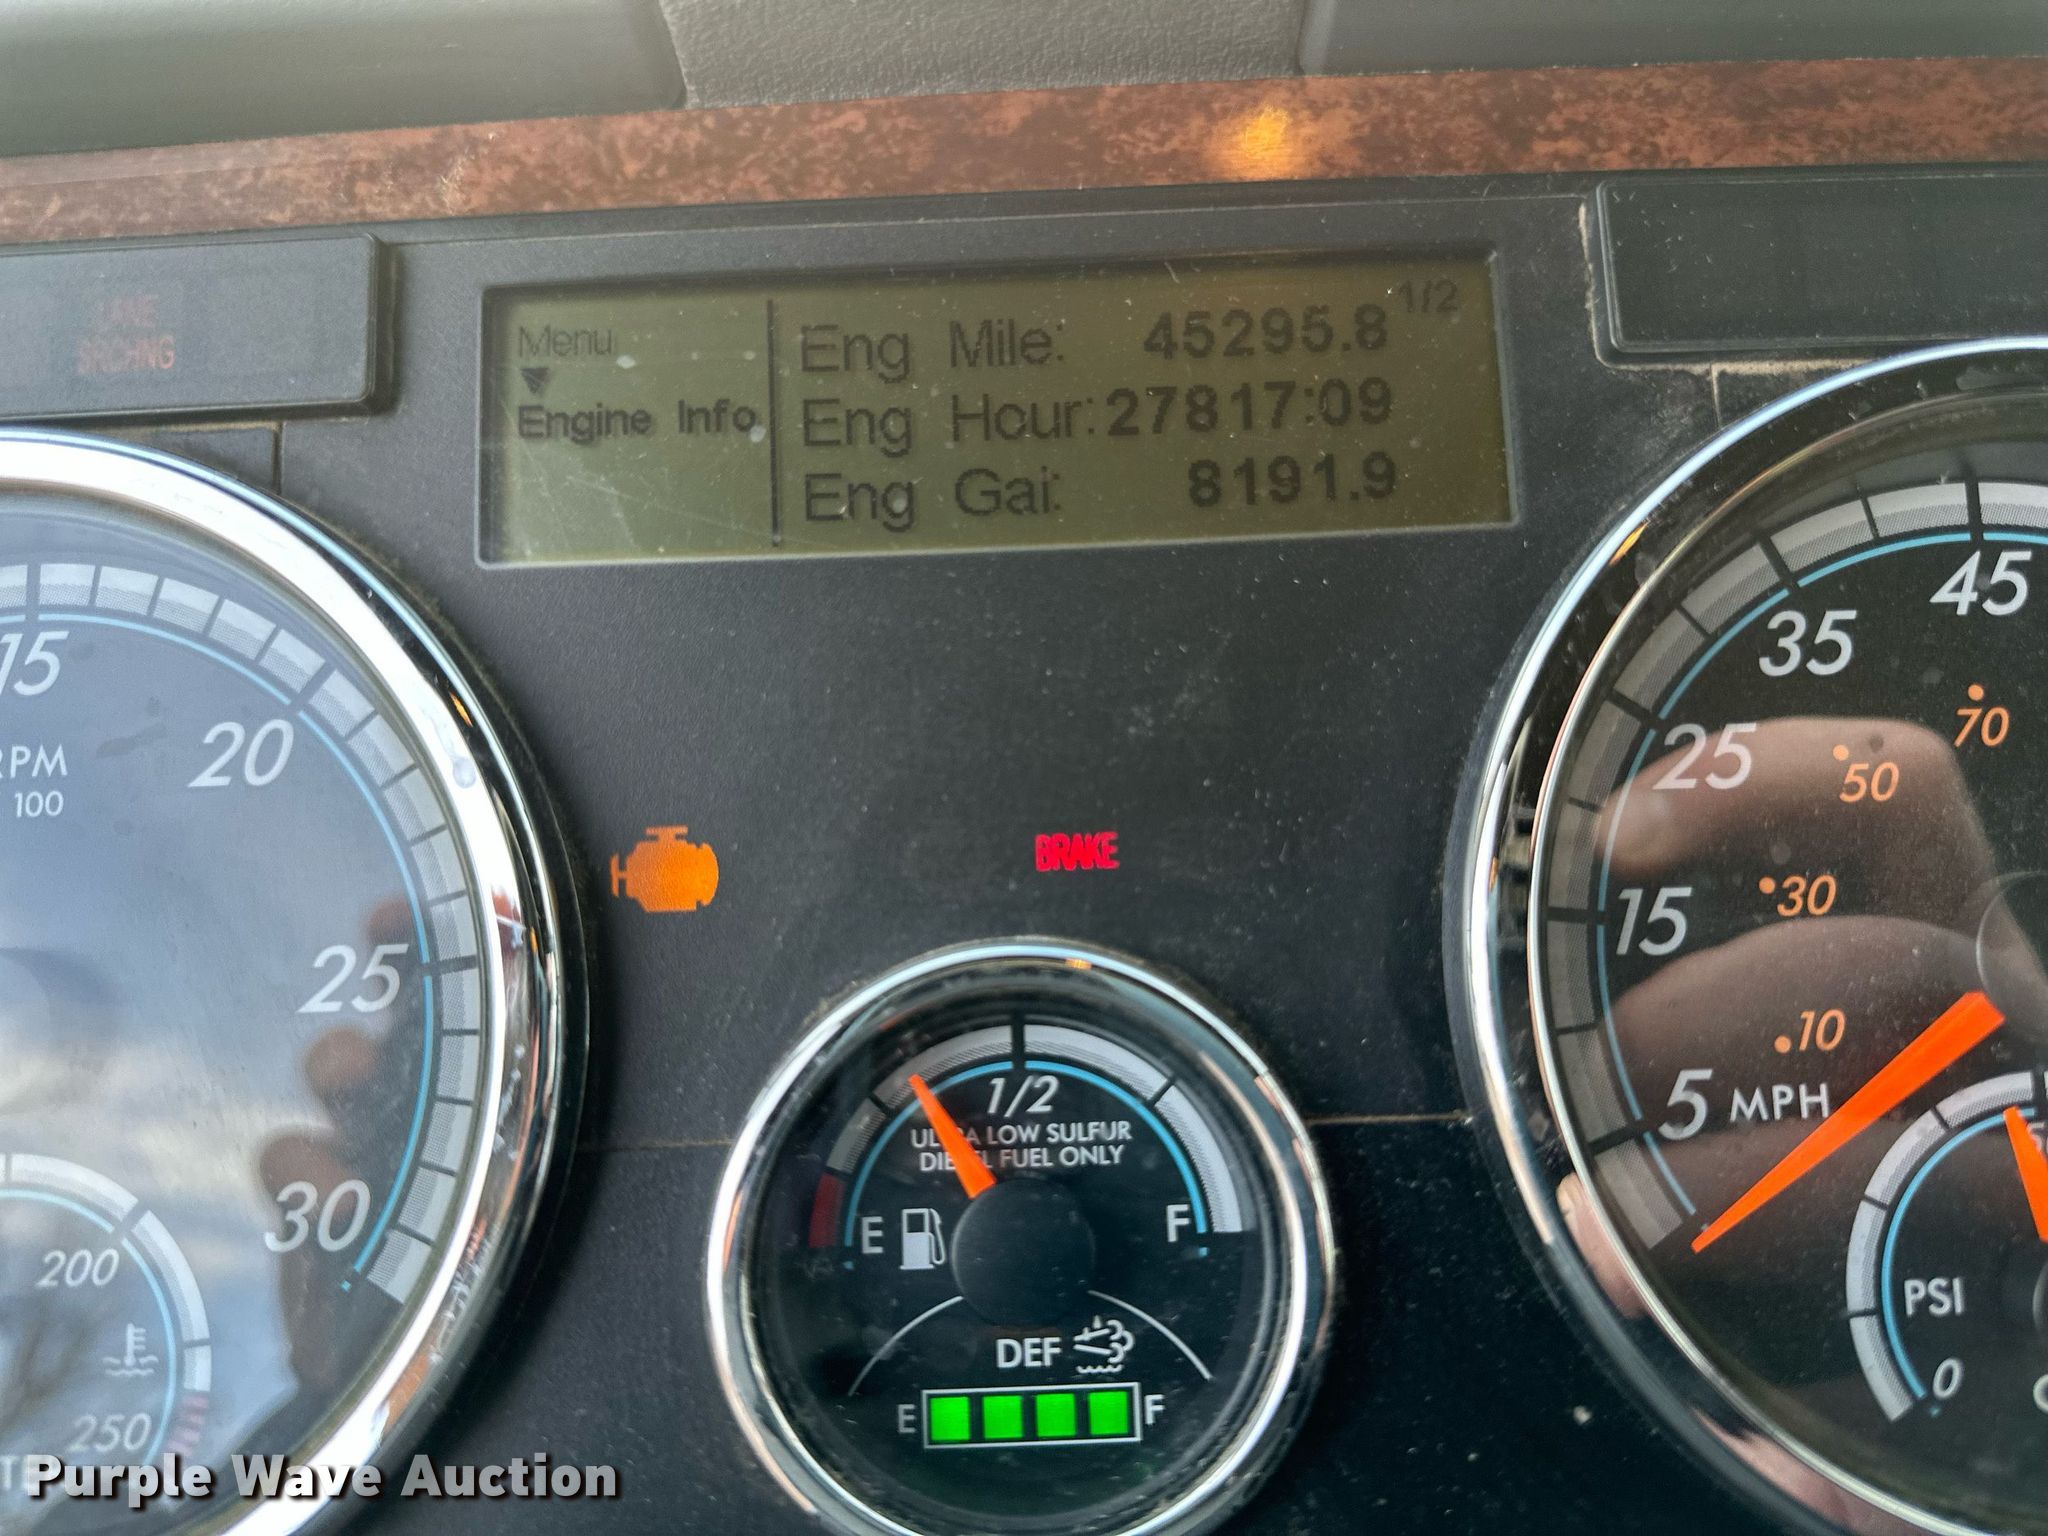 LANE
SRCHNG
Menu
Engine Info
1/2
Eng Mile: 45295.8
Eng Hour: 27817:09
Eng Gal: 8191.9
15
20
25
30
RPM
100
200
250
BRAKE
1/2
ULTRA LOW SULFUR
DIESEL FUEL ONLY
E
F
DEF
E
F
45
35
25
15
5 MPH
70
50
30
10
PSI
0
Purple Wave Auction